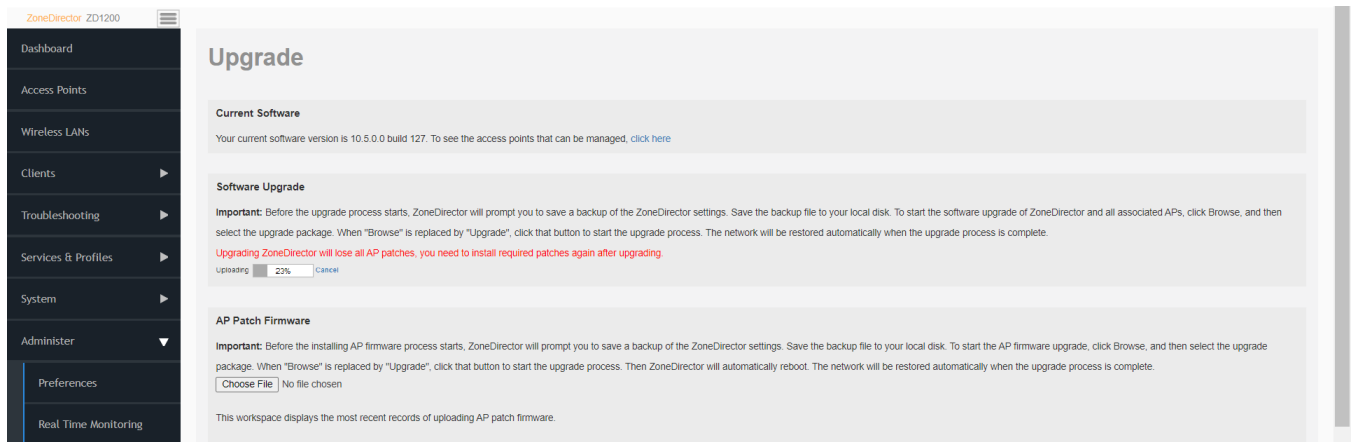 ZoneDirector ZD1200
Dashboard
Access Points
Wireless LANs
Clients
Troubleshooting
Services & Profiles
System
Administer
Preferences
Real Time Monitoring
Upgrade
Current Software
Your current software version is 10.5.0.0 build 127. To see the access points that can be managed, click here
Software Upgrade
Important: Before the upgrade process starts, ZoneDirector will prompt you to save a backup of the ZoneDirector settings. Save the backup file to your local disk. To start the software upgrade of ZoneDirector and all associated APs, click Browse, and then
select the upgrade package. When "Browse" is replaced by "Upgrade", click that button to start the upgrade process. The network will be restored automatically when the upgrade process is complete.
Upgrading ZoneDirector will lose all AP patches, you need to install required patches again after upgrading.
Uploading 23% Cancel
AP Patch Firmware
Important: Before the installing AP firmware process starts, ZoneDirector will prompt you to save a backup of the ZoneDirector settings. Save the backup file to your local disk. To start the AP firmware upgrade, click Browse, and then select the upgrade
package. When "Browse" is replaced by "Upgrade", click that button to start the upgrade process. Then ZoneDirector will automatically reboot. The network will be restored automatically when the upgrade process is complete.
Choose File No file chosen
This workspace displays the most recent records of uploading AP patch firmware.